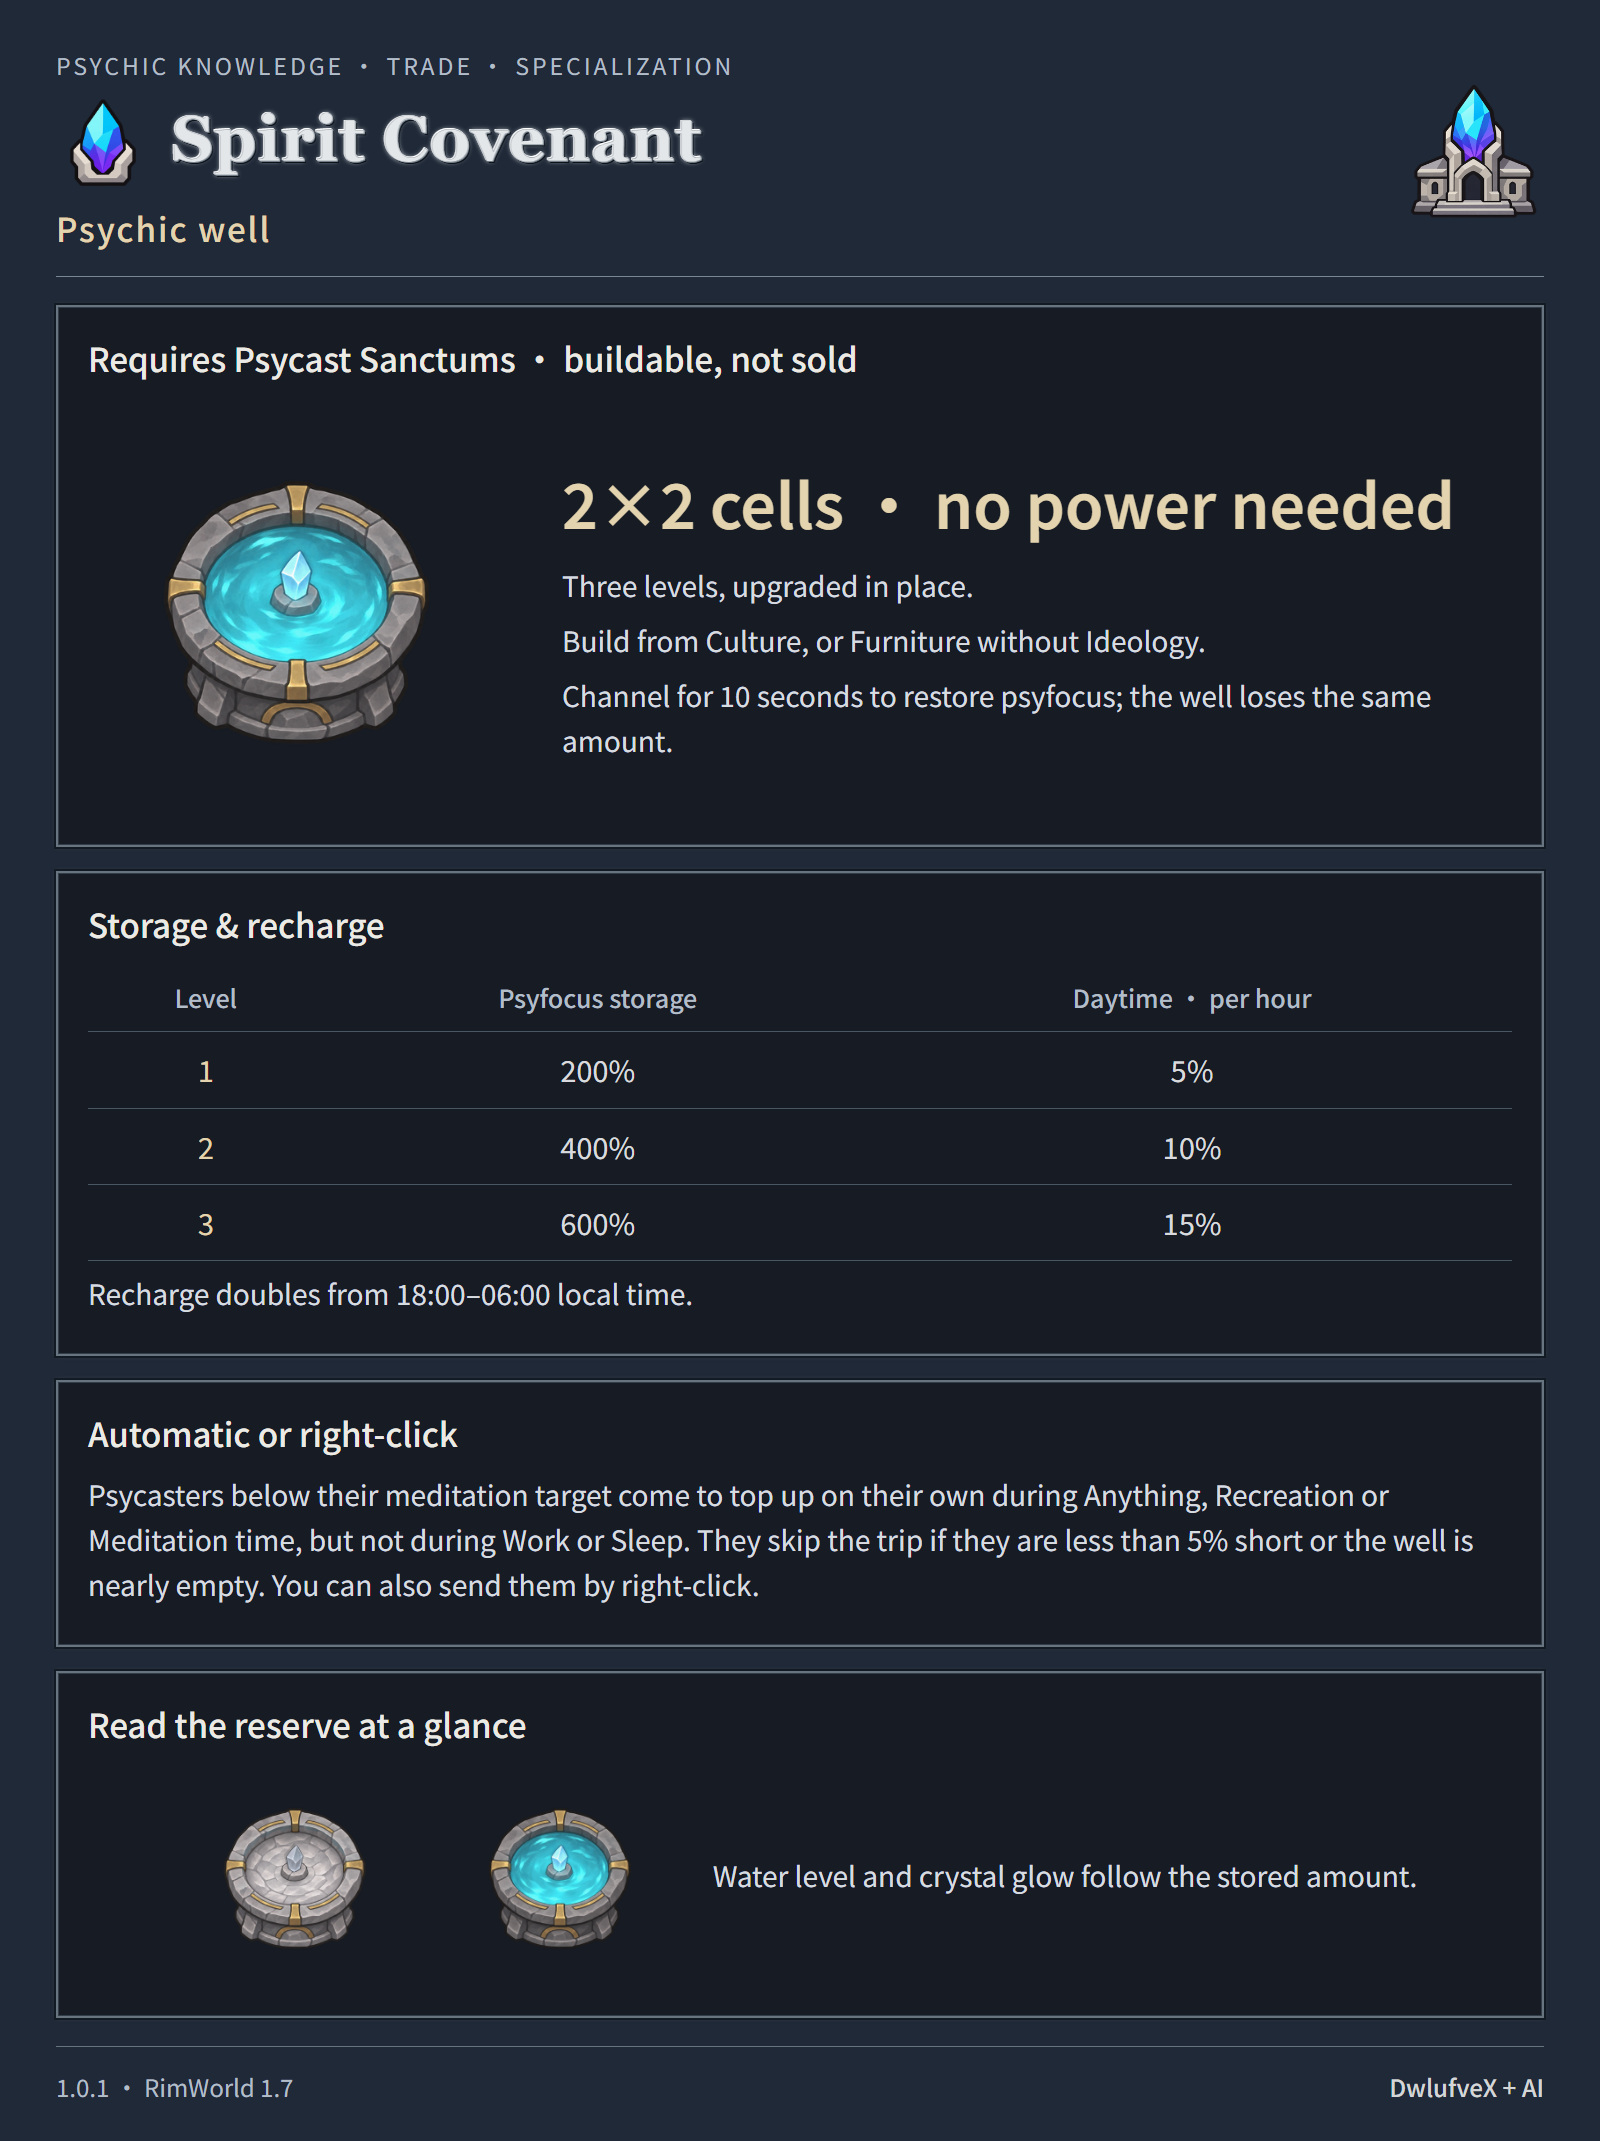 PSYCHIC KNOWLEDGE • TRADE • SPECIALIZATION
Spirit Covenant
Psychic well
Requires Psycast Sanctums • buildable, not sold
2×2 cells • no power needed
Three levels, upgraded in place.
Build from Culture, or Furniture without Ideology.
Channel for 10 seconds to restore psyfocus; the well loses the same
amount.
Storage & recharge
Level Psyfocus storage Daytime • per hour
1 200% 5%
2 400% 10%
3 600% 15%
Recharge doubles from 18:00–06:00 local time.
Automatic or right-click
Psycasters below their meditation target come to top up on their own during Anything, Recreation or
Meditation time, but not during Work or Sleep. They skip the trip if they are less than 5% short or the well is
nearly empty. You can also send them by right-click.
Read the reserve at a glance
Water level and crystal glow follow the stored amount.
1.0.1 • RimWorld 1.7
DwlufveX + AI